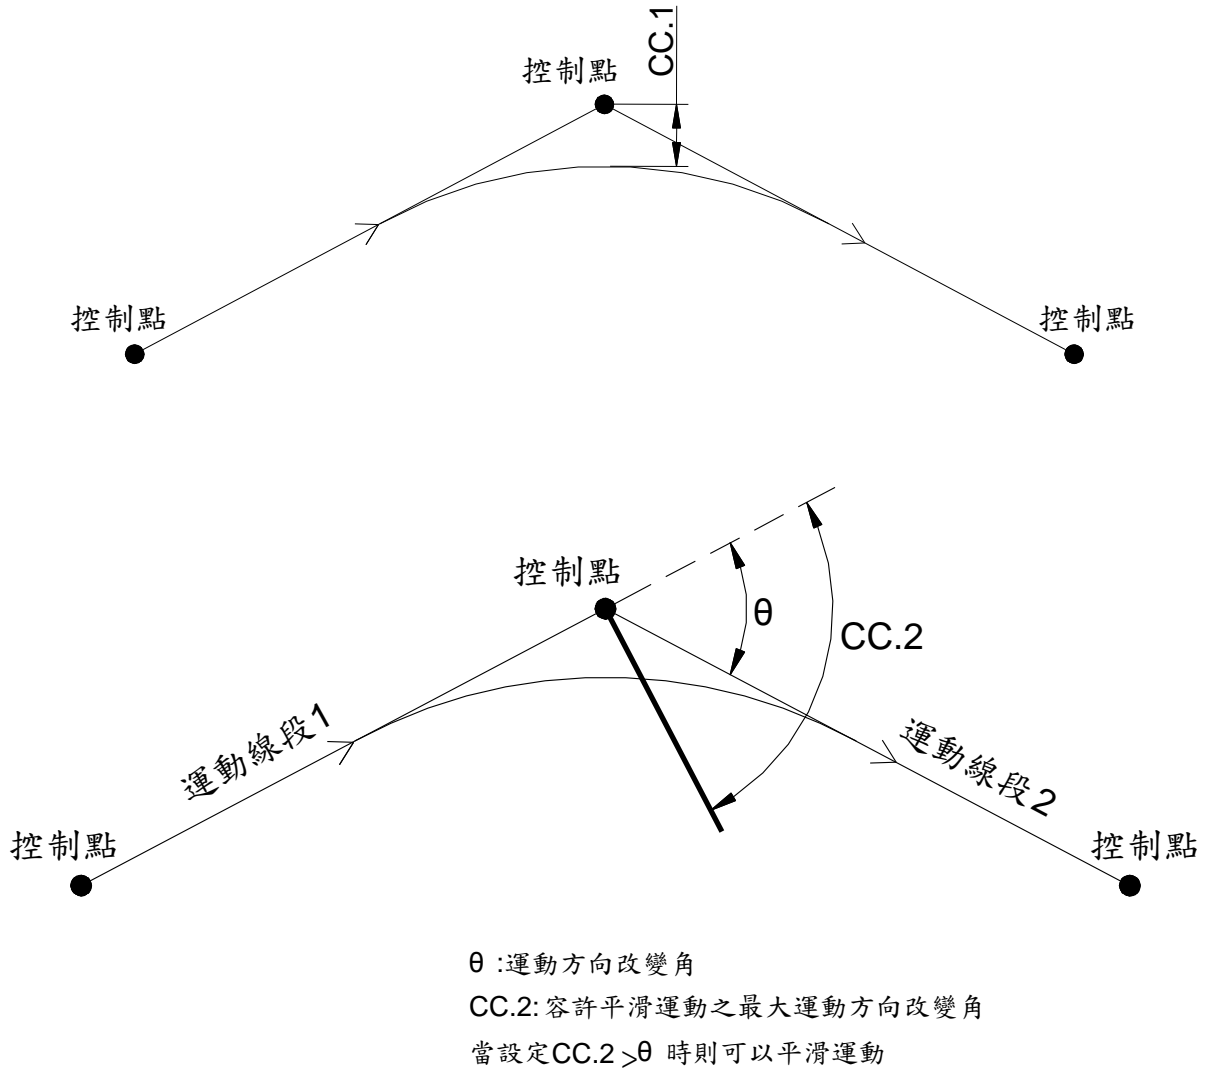 CC.1
控制點
控制點
控制點
控制點
θ
CC.2
運動線段1
運動線段2
控制點
控制點
θ :運動方向改變角
CC.2: 容許平滑運動之最大運動方向改變角
當設定CC.2 >θ 時則可以平滑運動